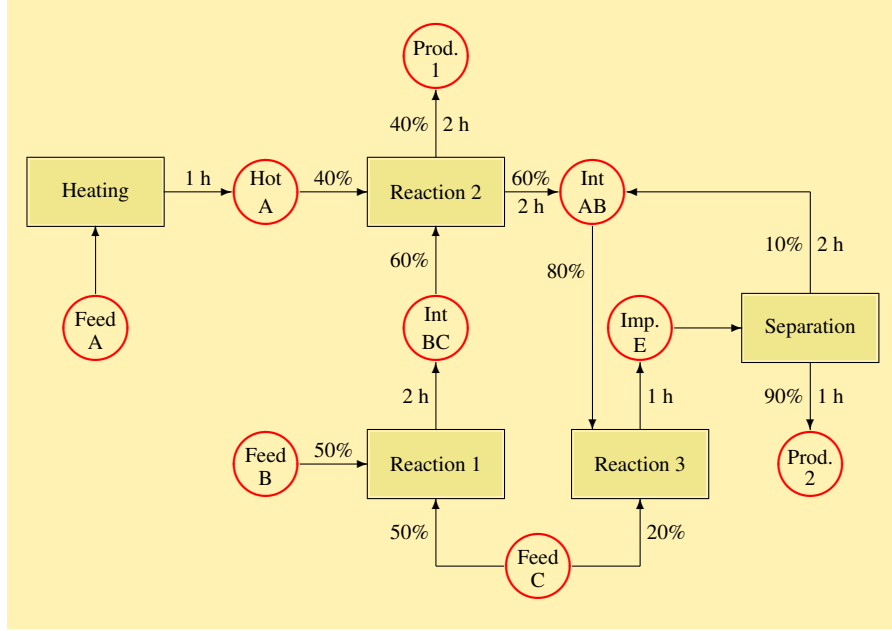 Prod.
1
40% 2 h
Heating
1 h
Hot
A
40%
Reaction 2
60%
2 h
Int
AB
60%
80%
10% 2 h
Feed
A
Int
BC
Imp.
E
Separation
2 h
1 h
90% 1 h
Feed
B
50%
Reaction 1
Reaction 3
Prod.
2
50%
20%
Feed
C